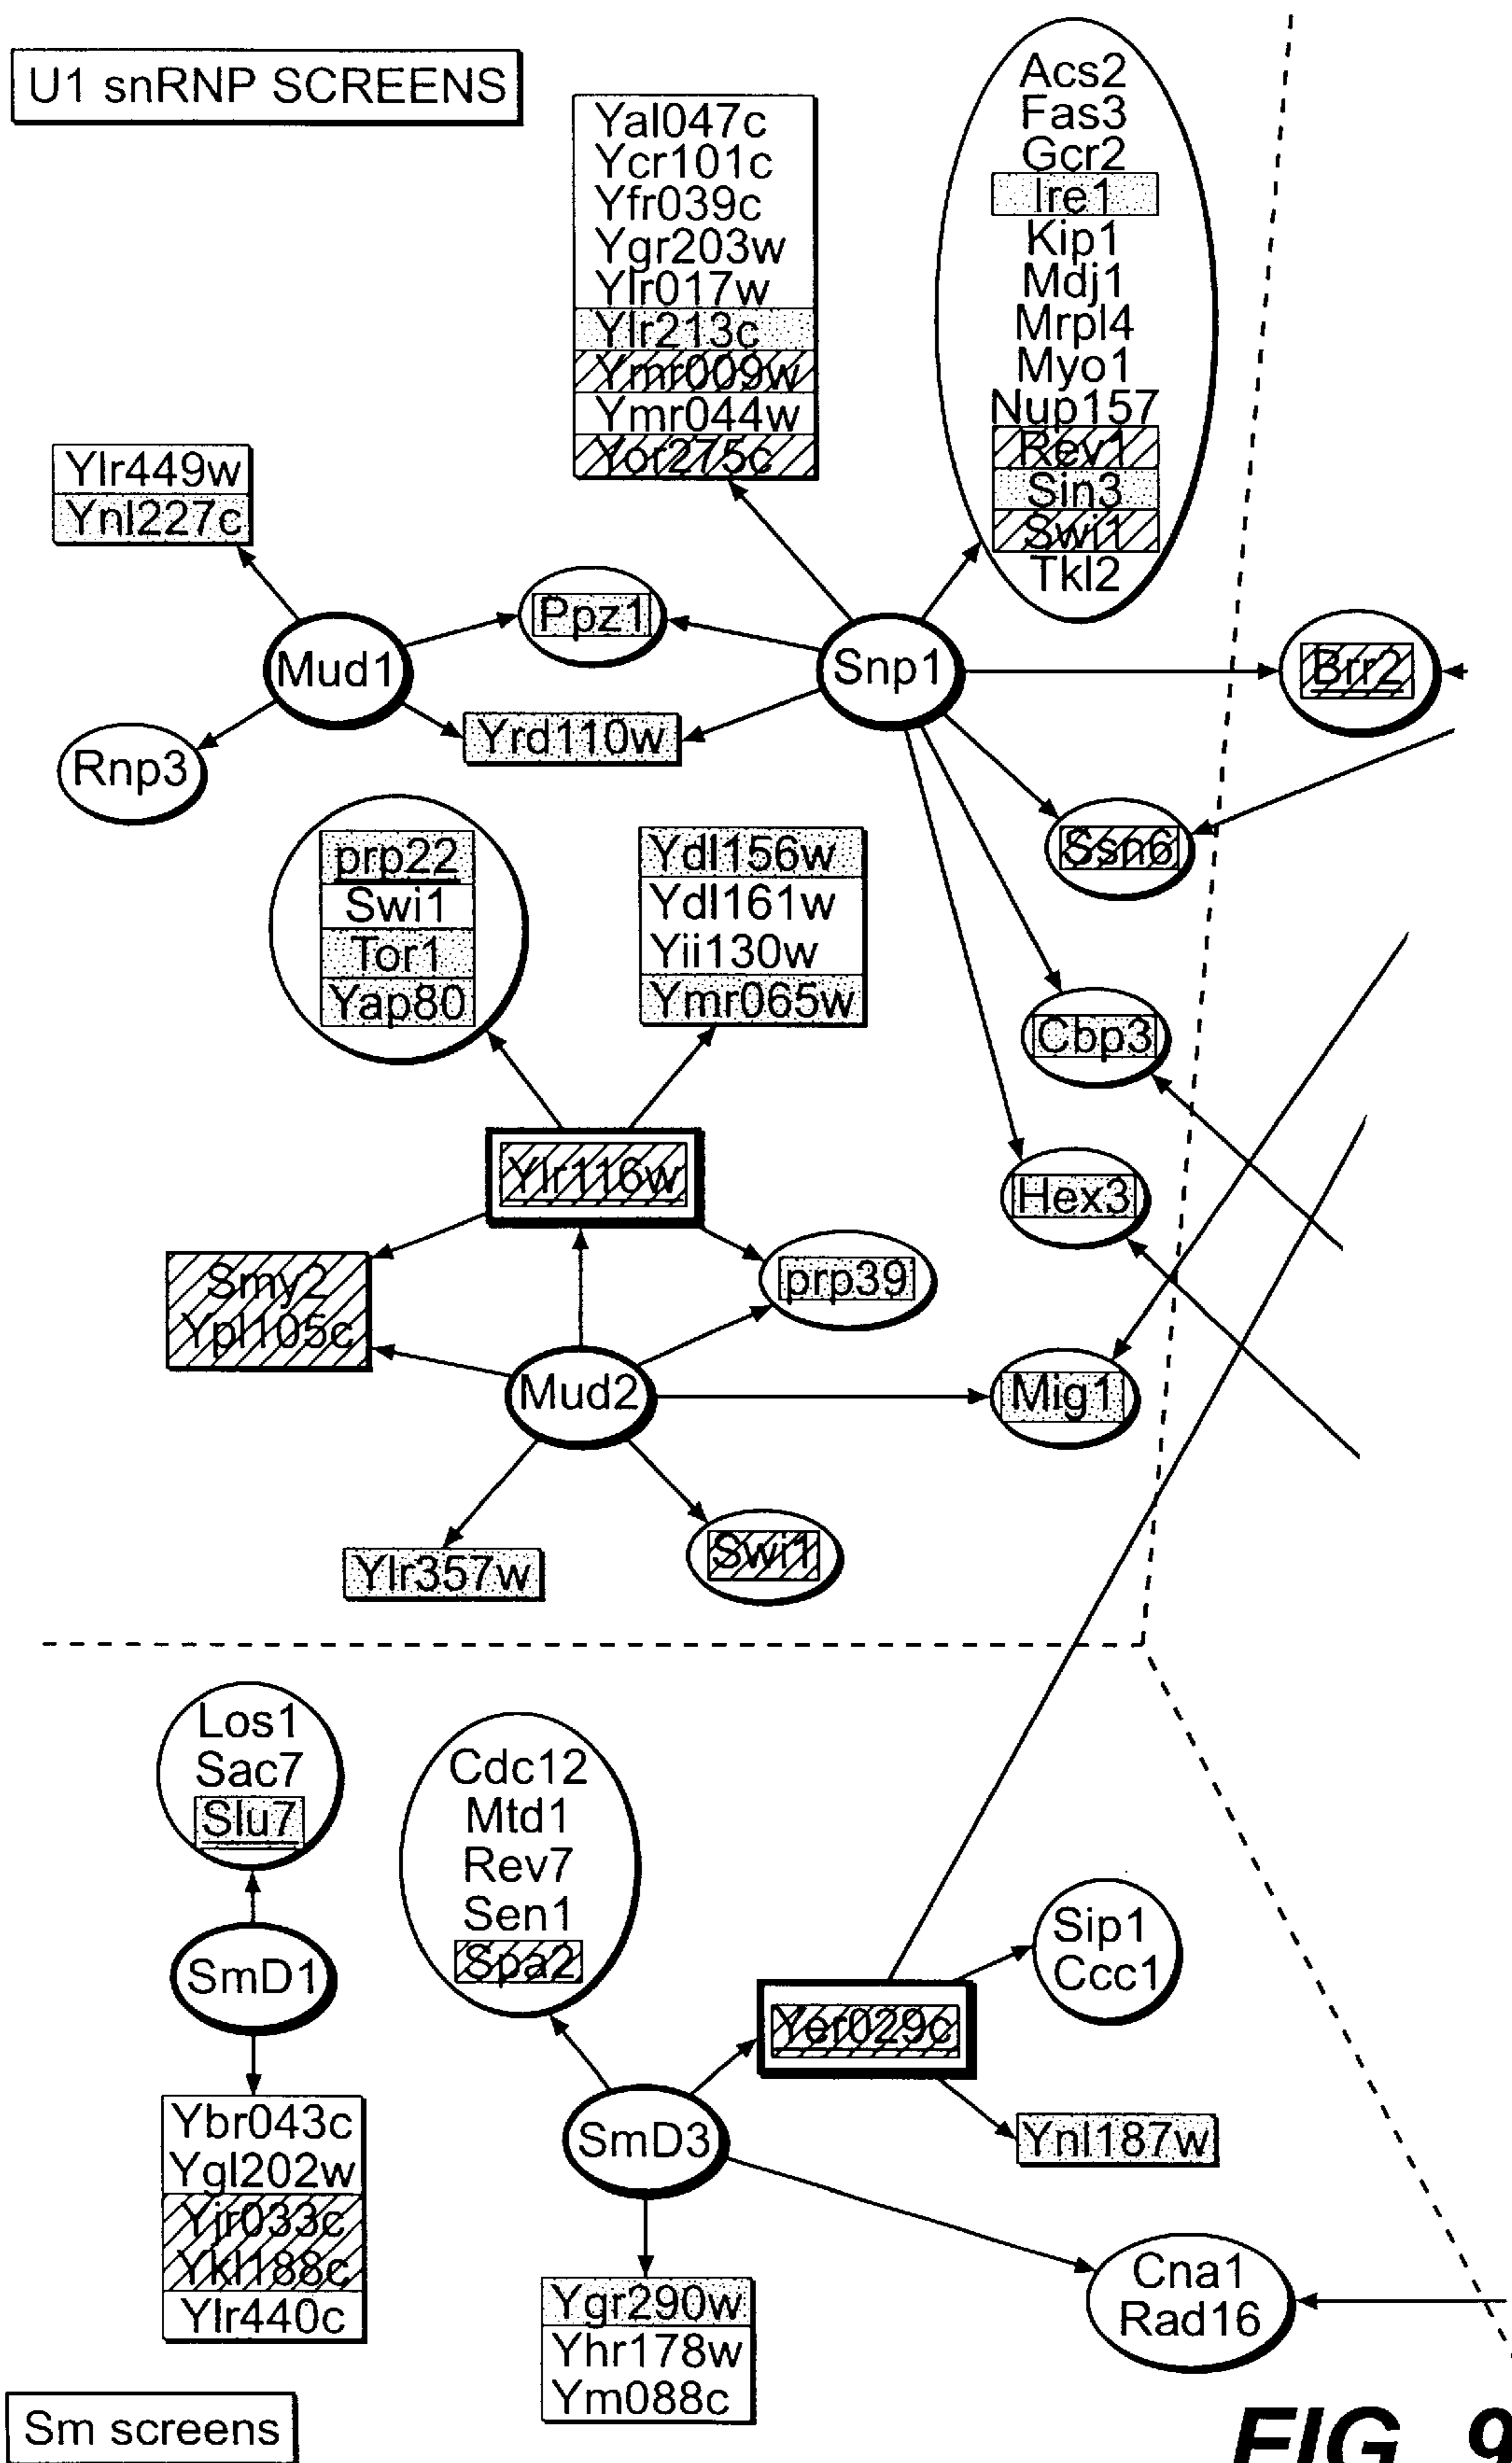 U1 snRNP SCREENS
Yal047c
Ycr101c
Yfr039c
Ygr203w
Ylr017w
Ylr213c
Ymr009w
Ymr044w
Yor275c
Acs2
Fas3
Gcr2
Ire1
Kip1
Mdj1
Mrpl4
Myo1
Nup157
Rev1
Sin3
Swi1
Tkl2
Ylr449w
Ynl227c
Ppz1
Mud1
Snp1
Brr2
Rnp3
Yrd110w
Ssn6
prp22
Swi1
Tor1
Yap80
Ydl156w
Ydl161w
Yii130w
Ymr065w
Cbp3
Ylr116w
Hex3
Smy2
Ypl105c
prp39
Mud2
Mig1
Ylr357w
Swi1
Los1
Sac7
Slu7
Cdc12
Mtd1
Rev7
Sen1
Spa2
SmD1
Sip1
Ccc1
Yer029c
SmD3
Ynl187w
Ybr043c
Ygl202w
Yjr033c
Ykl188c
Ylr440c
Ygr290w
Yhr178w
Ym088c
Cna1
Rad16
Sm screens
FIG. 9